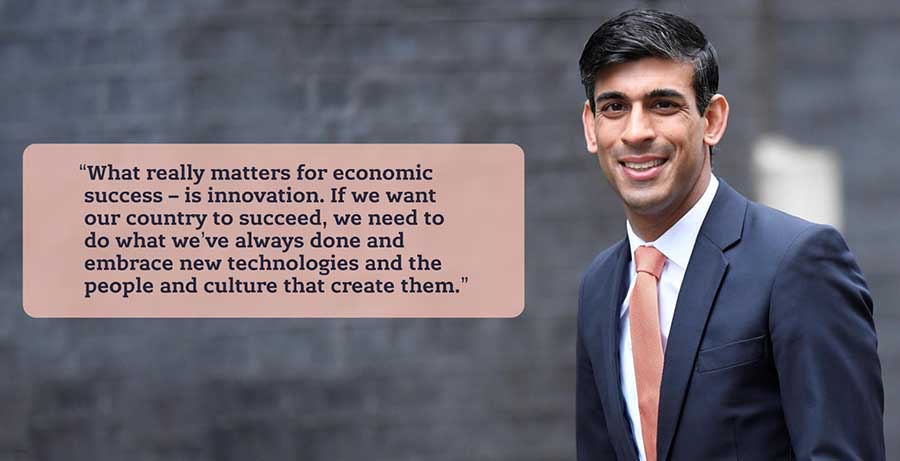 “What really matters for economic
success – is innovation. If we want
our country to succeed, we need to
do what we've always done and
embrace new technologies and the
people and culture that create them.”